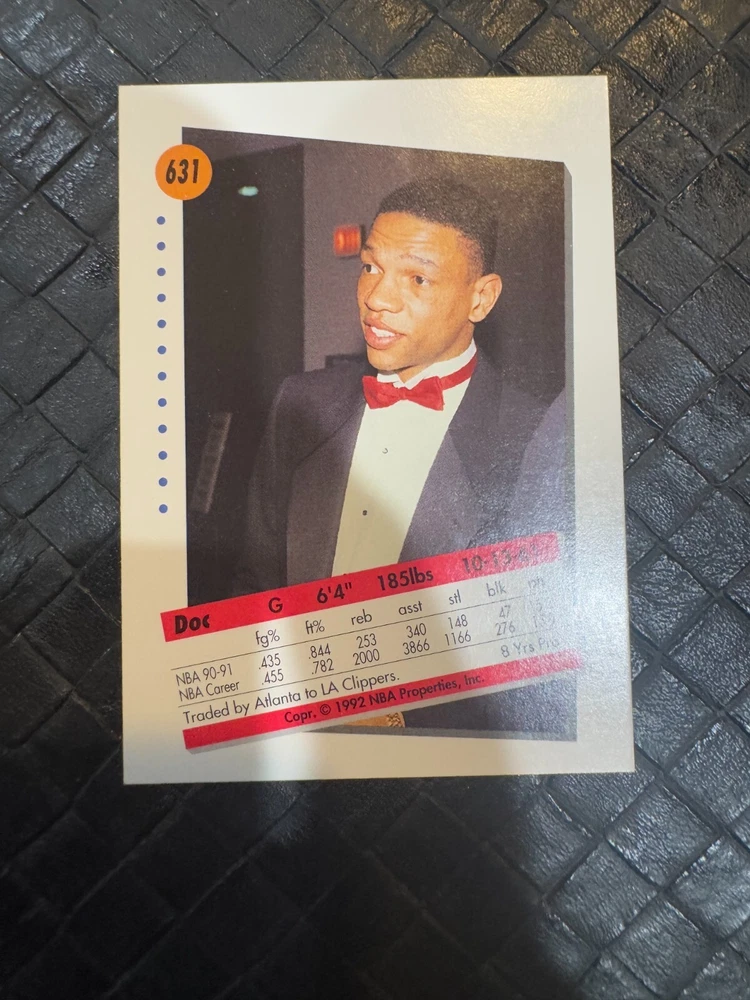 631
Doc G 6'4" 185lbs
fg% ft% reb asst stl blk
NBA 90-91 .435 .844 253 340 148 47
NBA Career .455 .782 2000 3866 1166 276
Traded by Atlanta to LA Clippers. 8 Yrs Pro
Copr. © 1992 NBA Properties, Inc.